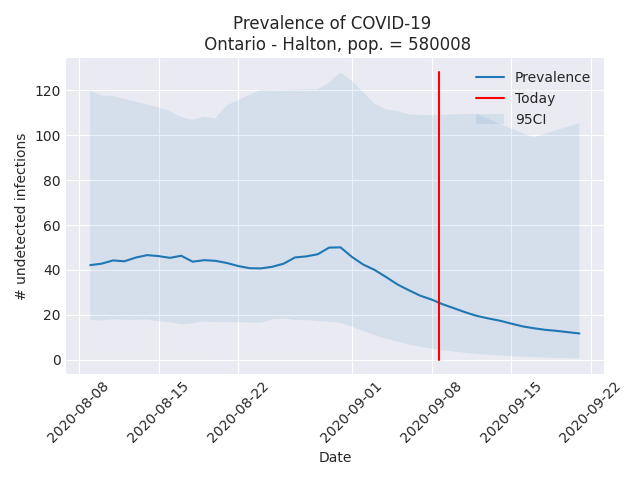 Prevalence of COVID-19
Ontario - Halton, pop. = 580008
Prevalence
Today
95CI
# undetected infections
120
100
80
60
40
20
0
2020-08-08
2020-08-15
2020-08-22
2020-09-01
2020-09-08
2020-09-15
2020-09-22
Date